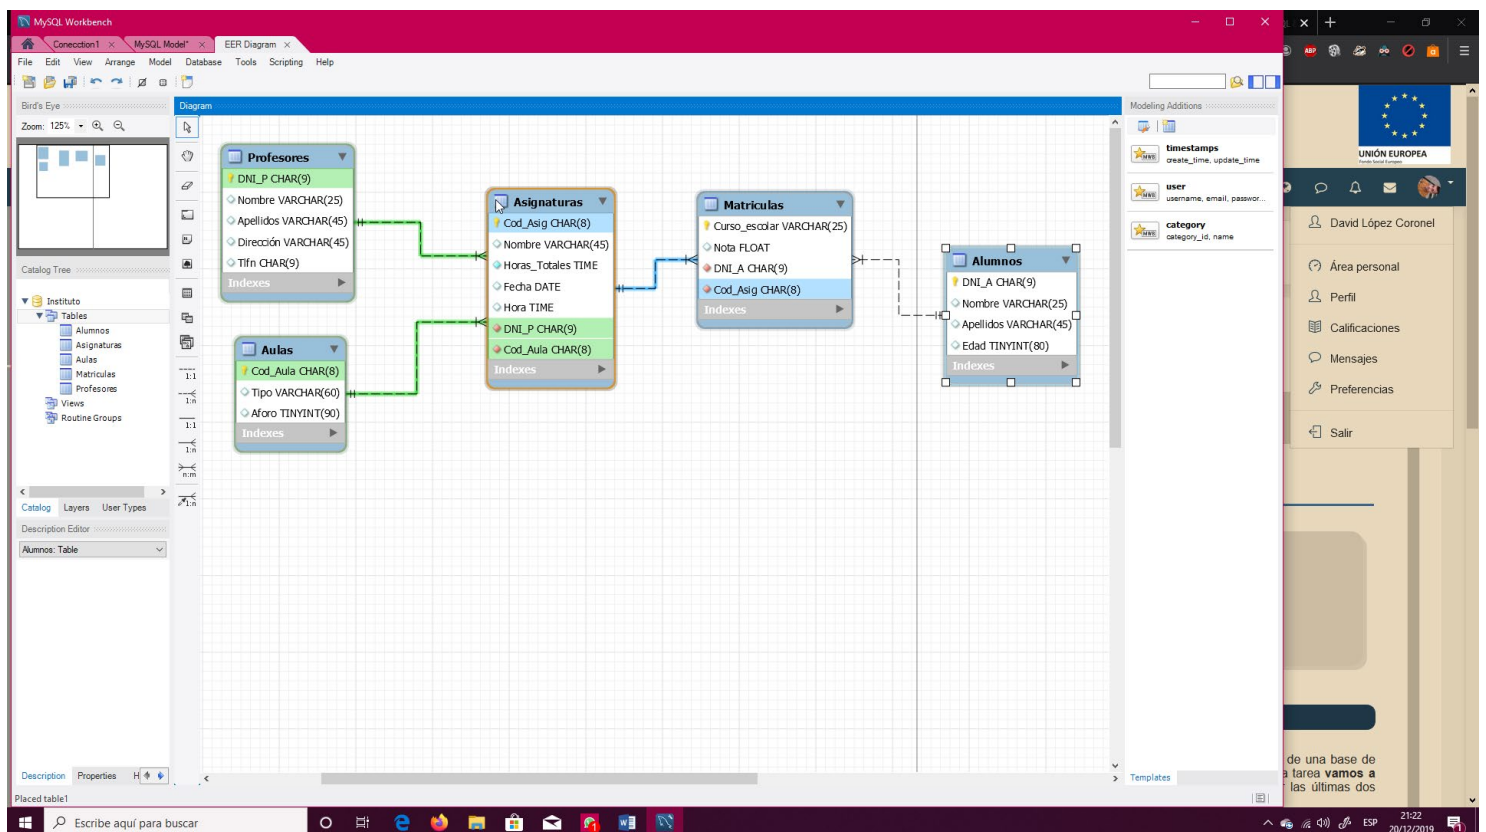 MySQL Workbench
Conecction1 ×
MySQL Model* ×
EER Diagram ×
File Edit View Arrange Model Database Tools Scripting Help
Bird's Eye
Zoom: 125%
Catalog Tree
Instituto
Tables
Alumnos
Asignaturas
Aulas
Matriculas
Profesores
Views
Routine Groups
Catalog Layers User Types
Description Editor
Alumnos: Table
Description Properties H
Placed table1
Diagram
1:1
1:n
1:1
1:n
n:m
1:n
Profesores
DNI_P CHAR(9)
Nombre VARCHAR(25)
Apellidos VARCHAR(45)
Dirección VARCHAR(45)
Tlfn CHAR(9)
Indexes
Aulas
Cod_Aula CHAR(8)
Tipo VARCHAR(60)
Aforo TINYINT(90)
Indexes
Asignaturas
Cod_Asig CHAR(8)
Nombre VARCHAR(45)
Horas_Totales TIME
Fecha DATE
Hora TIME
DNI_P CHAR(9)
Cod_Aula CHAR(8)
Indexes
Matriculas
Curso_escolar VARCHAR(25)
Nota FLOAT
DNI_A CHAR(9)
Cod_Asig CHAR(8)
Indexes
Alumnos
DNI_A CHAR(9)
Nombre VARCHAR(25)
Apellidos VARCHAR(45)
Edad TINYINT(80)
Indexes
Modeling Additions
timestamps
create_time, update_time
user
username, email, passwor...
category
category_id, name
Templates
ABP
UNIÓN EUROPEA
David López Coronel
Área personal
Perfil
Calificaciones
Mensajes
Preferencias
Salir
de una base de
a tarea vamos a
las últimas dos
Escribe aquí para buscar
ESP
21:22
20/12/2019